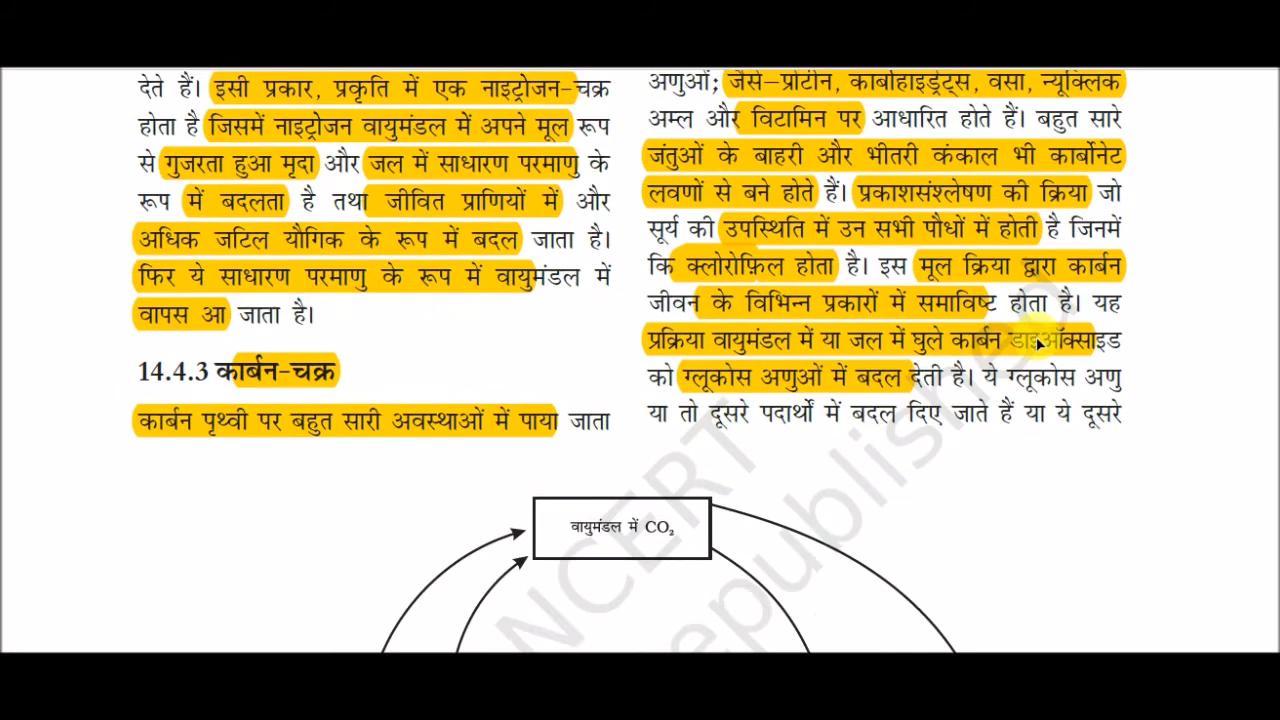 देते हैं। इसी प्रकार, प्रकृति में एक नाइट्रोजन-चक्र
होता है जिसमें नाइट्रोजन वायुमंडल में अपने मूल रूप
से गुजरता हुआ मृदा और जल में साधारण परमाणु के
रूप में बदलता है तथा जीवित प्राणियों में और
अधिक जटिल यौगिक के रूप में बदल जाता है।
फिर ये साधारण परमाणु के रूप में वायुमंडल में
वापस आ जाता है।
14.4.3 कार्बन-चक्र
कार्बन पृथ्वी पर बहुत सारी अवस्थाओं में पाया जाता
अणुओं; जैसे–प्रोटीन, कार्बोहाइड्रेट्स, वसा, न्यूक्लिक
अम्ल और विटामिन पर आधारित होते हैं। बहुत सारे
जंतुओं के बाहरी और भीतरी कंकाल भी कार्बोनेट
लवणों से बने होते हैं। प्रकाशसंश्लेषण की क्रिया जो
सूर्य की उपस्थिति में उन सभी पौधों में होती है जिनमें
कि क्लोरोफ़िल होता है। इस मूल क्रिया द्वारा कार्बन
जीवन के विभिन्न प्रकारों में समाविष्ट होता है। यह
प्रक्रिया वायुमंडल में या जल में घुले कार्बन डाइऑक्साइड
को ग्लूकोस अणुओं में बदल देती है। ये ग्लूकोस अणु
या तो दूसरे पदार्थों में बदल दिए जाते हैं या ये दूसरे
वायुमंडल में CO₂
NCERT
republished